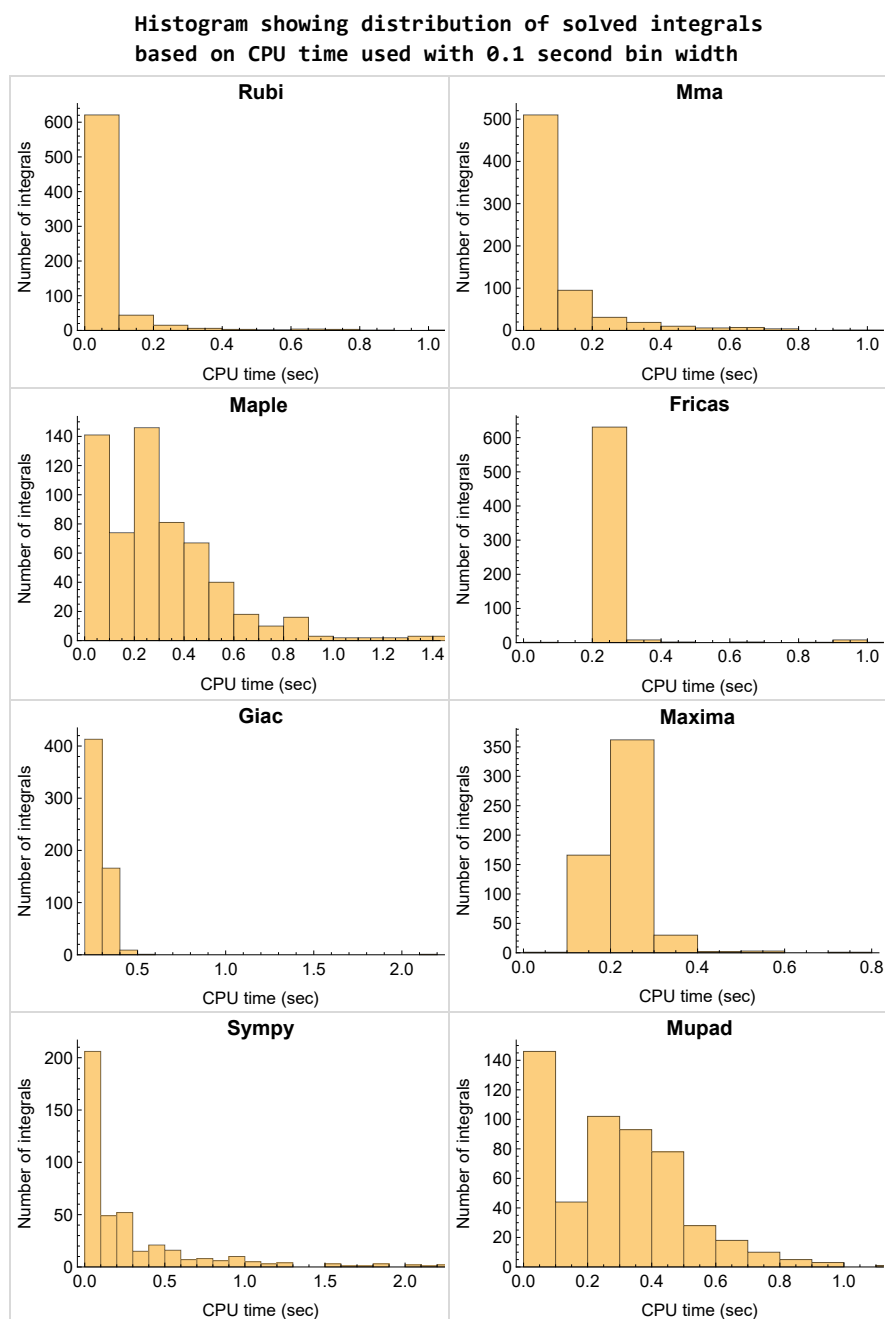 Histogram showing distribution of solved integrals
based on CPU time used with 0.1 second bin width
Rubi
Number of integrals
600
500
400
300
200
100
0
0.0 0.2 0.4 0.6 0.8 1.0
CPU time (sec)
Mma
Number of integrals
500
400
300
200
100
0
0.0 0.2 0.4 0.6 0.8 1.0
CPU time (sec)
Maple
Number of integrals
140
120
100
80
60
40
20
0
0.0 0.2 0.4 0.6 0.8 1.0 1.2 1.4
CPU time (sec)
Fricas
Number of integrals
600
500
400
300
200
100
0
0.0 0.2 0.4 0.6 0.8 1.0
CPU time (sec)
Giac
Number of integrals
400
300
200
100
0
0.5 1.0 1.5 2.0
CPU time (sec)
Maxima
Number of integrals
350
300
250
200
150
100
50
0
0.0 0.2 0.4 0.6 0.8
CPU time (sec)
Sympy
Number of integrals
200
150
100
50
0
0.0 0.5 1.0 1.5 2.0
CPU time (sec)
Mupad
Number of integrals
140
120
100
80
60
40
20
0
0.0 0.2 0.4 0.6 0.8 1.0
CPU time (sec)